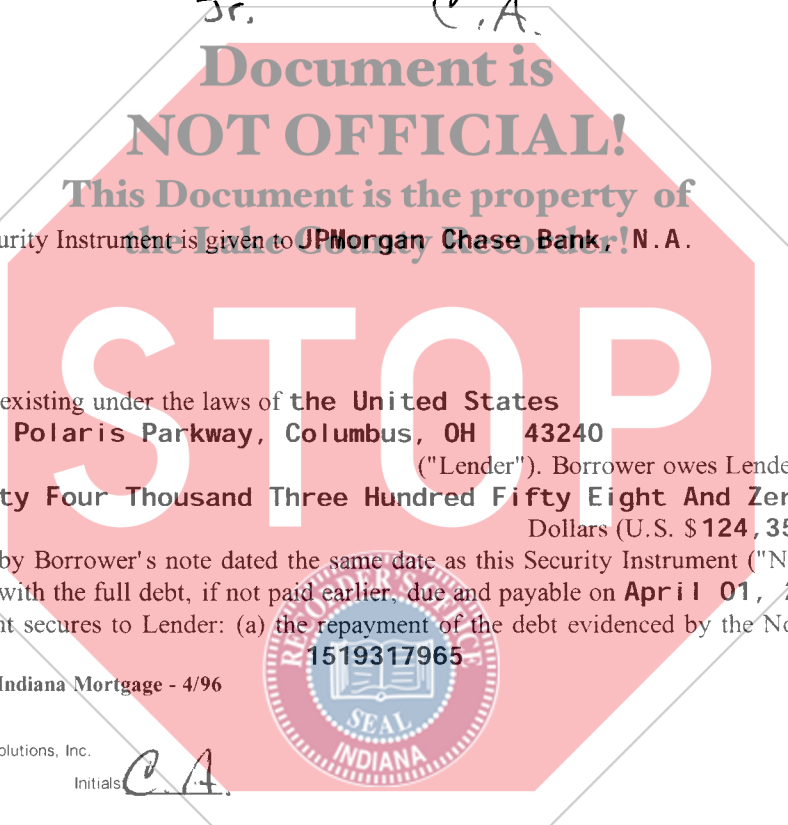 Jr. C.A.
Document is
NOT OFFICIAL!
This Document is the property of
the Lake County Recorder!
urity Instrument is given to JPMorgan Chase Bank, N.A.
STOP
existing under the laws of the United States
Polaris Parkway, Columbus, OH 43240
("Lender"). Borrower owes Lende
ty Four Thousand Three Hundred Fifty Eight And Zer
Dollars (U.S. $124,35
by Borrower's note dated the same date as this Security Instrument ("N
with the full debt, if not paid earlier, due and payable on April 01, 2
nt secures to Lender: (a) the repayment of the debt evidenced by the No
1519317965
RECORDER'S OFFICE
SEAL
INDIANA
Indiana Mortgage - 4/96
olutions, Inc.
Initials: C.A.